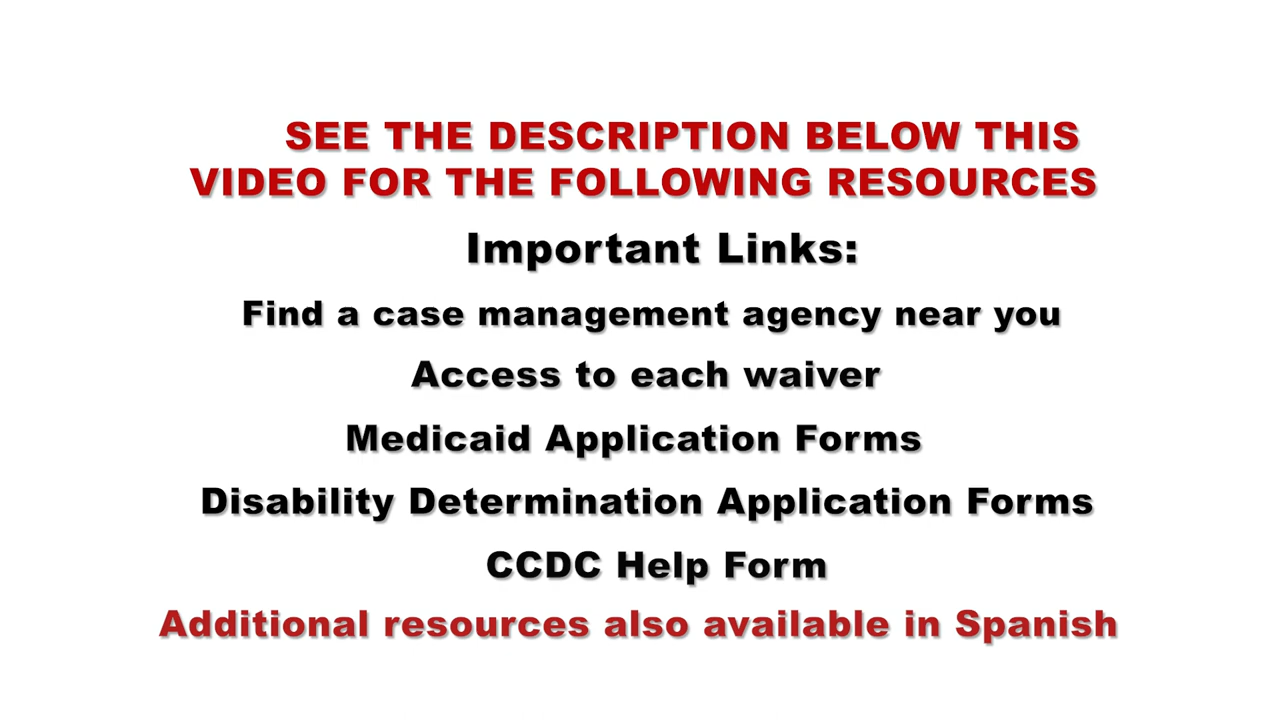 SEE THE DESCRIPTION BELOW THIS
VIDEO FOR THE FOLLOWING RESOURCES
Important Links:
Find a case management agency near you
Access to each waiver
Medicaid Application Forms
Disability Determination Application Forms
CCDC Help Form
Additional resources also available in Spanish